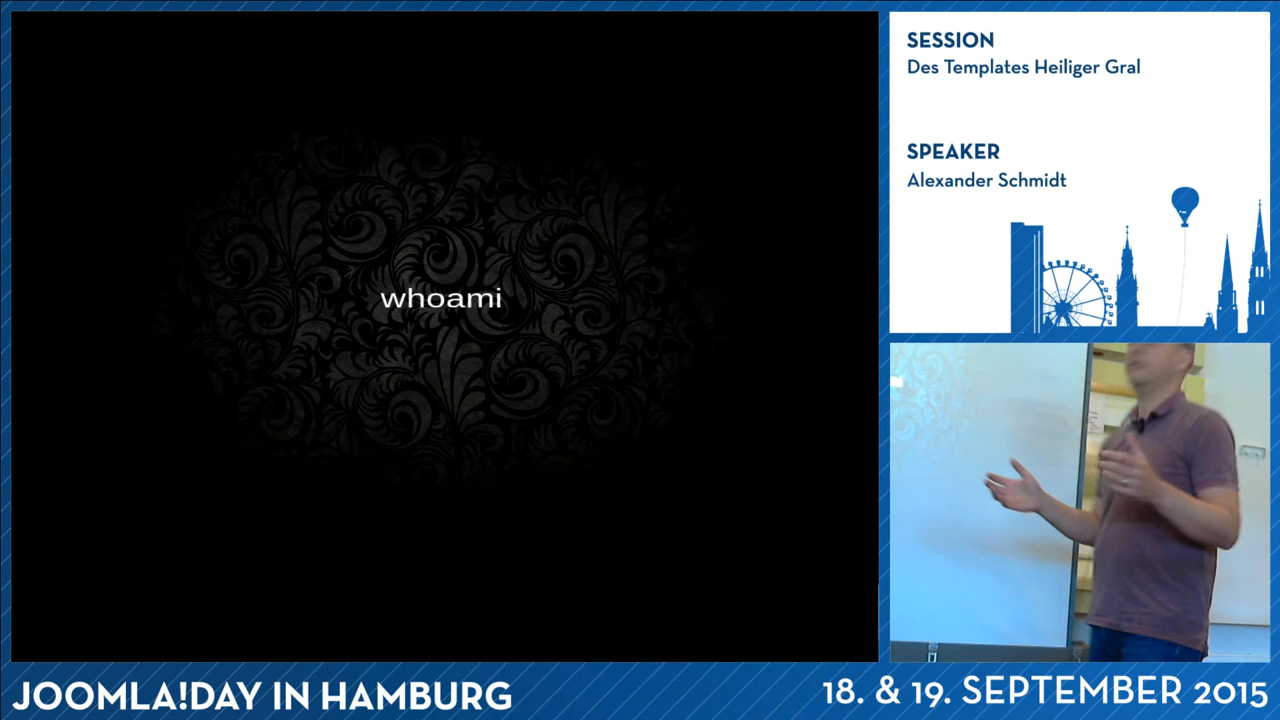 whoami
SESSION
Des Templates Heiliger Gral
SPEAKER
Alexander Schmidt
JOOMLA!DAY IN HAMBURG
18. & 19. SEPTEMBER 2015